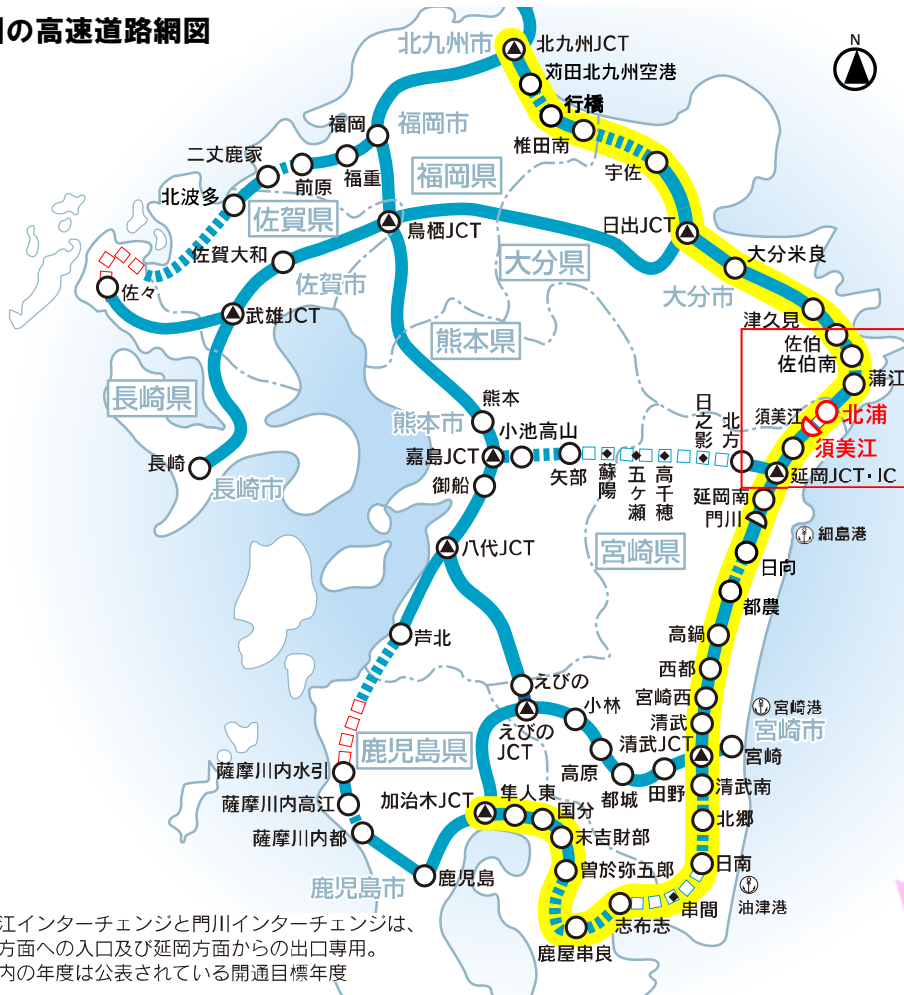 の高速道路網図
N
北九州市
北九州JCT
苅田北九州空港
行橋
椎田南
宇佐
福岡
福岡市
二丈鹿家
前原
福重
北波多
福岡県
佐賀県
鳥栖JCT
日出JCT
佐賀大和
佐賀市
大分県
大分米良
大分市
佐々
武雄JCT
津久見
佐伯
佐伯南
蒲江
熊本県
長崎県
熊本
熊本市
小池高山
日之影
北方
須美江
北浦
須美江
嘉島JCT
矢部
蘇陽
五ヶ瀬
高千穂
延岡JCT・IC
長崎
長崎市
御船
延岡南
門川
細島港
八代JCT
宮崎県
日向
都農
芦北
高鍋
西都
えびの
宮崎西
小林
清武
宮崎港
宮崎市
えびの
JCT
清武JCT
宮崎
鹿児島県
高原
都城
田野
薩摩川内水引
清武南
加治木JCT
隼人東
国分
薩摩川内高江
北郷
末吉財部
薩摩川内都
曽於弥五郎
日南
鹿児島
鹿児島市
油津港
串間
志布志
鹿屋串良
江インターチェンジと門川インターチェンジは、
方面への入口及び延岡方面からの出口専用。
内の年度は公表されている開通目標年度